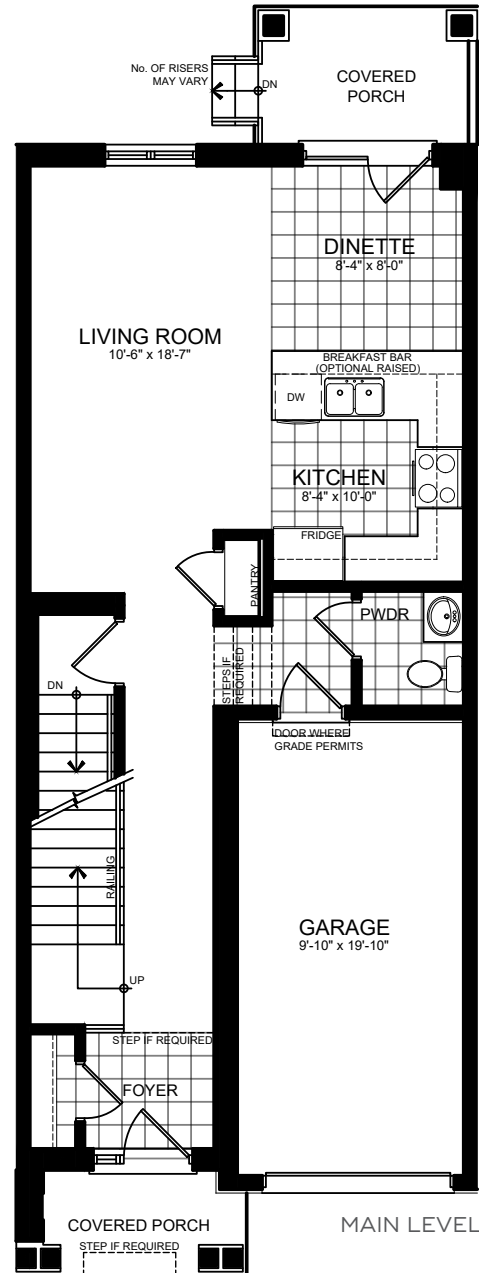 No. OF RISERS
MAY VARY
DN
COVERED
PORCH
DINETTE
8'-4" x 8'-0"
LIVING ROOM
10'-6" x 18'-7"
BREAKFAST BAR
(OPTIONAL RAISED)
DW
KITCHEN
8'-4" x 10'-0"
FRIDGE
PANTRY
PWDR
STEPS IF
REQUIRED
DN
DOOR WHERE
GRADE PERMITS
RAILING
GARAGE
9'-10" x 19'-10"
UP
STEP IF REQUIRED
FOYER
COVERED PORCH
STEP IF REQUIRED
MAIN LEVEL